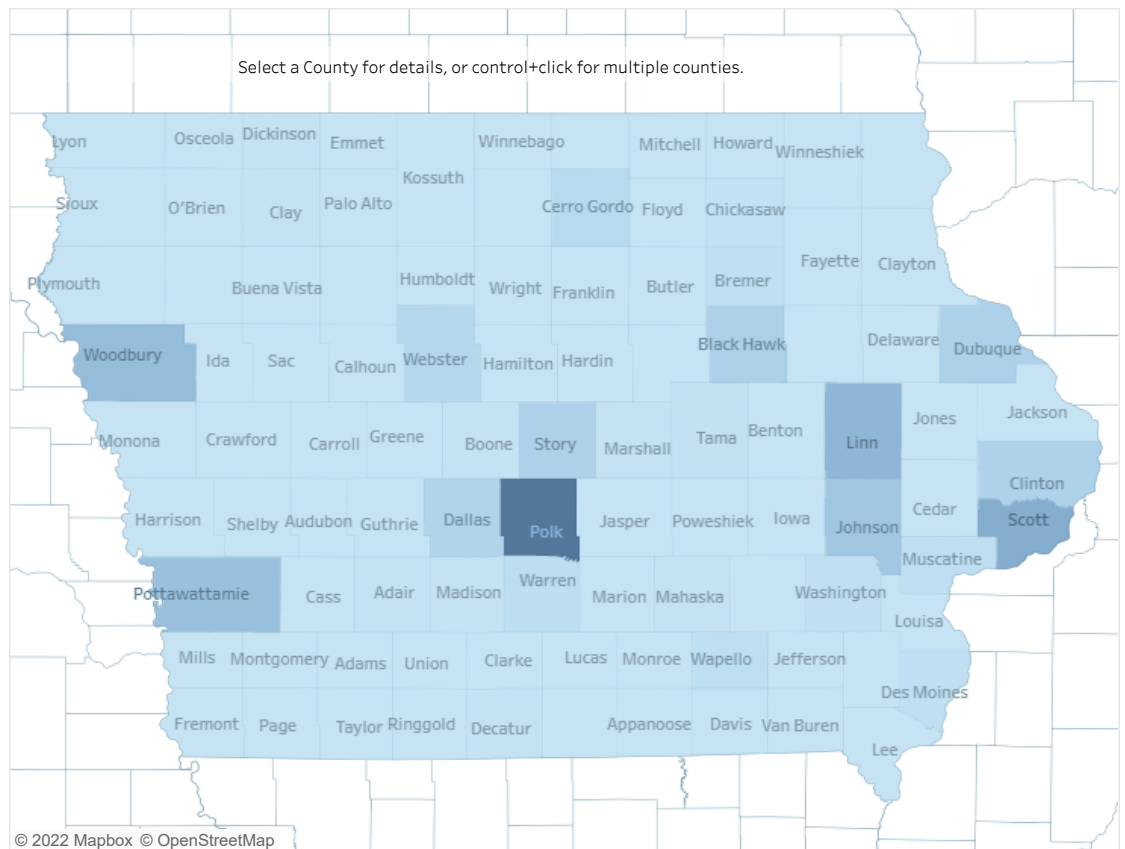 Select a County for details, or control+click for multiple counties.
Lyon
Osceola
Dickinson
Emmet
Winnebago
Mitchell
Howard
Winneshiek
Kossuth
Sioux
O'Brien
Clay
Palo Alto
Cerro Gordo
Floyd
Chickasaw
Plymouth
Buena Vista
Humboldt
Wright
Franklin
Butler
Bremer
Fayette
Clayton
Woodbury
Ida
Sac
Calhoun
Webster
Hamilton
Hardin
Black Hawk
Delaware
Dubuque
Monona
Crawford
Carroll
Greene
Boone
Story
Marshall
Tama
Benton
Linn
Jones
Jackson
Harrison
Shelby
Audubon
Guthrie
Dallas
Polk
Jasper
Poweshiek
Iowa
Johnson
Cedar
Clinton
Scott
Muscatine
Pottawattamie
Cass
Adair
Madison
Warren
Marion
Mahaska
Washington
Louisa
Mills
Montgomery
Adams
Union
Clarke
Lucas
Monroe
Wapello
Jefferson
Des Moines
Fremont
Page
Taylor
Ringgold
Decatur
Appanoose
Davis
Van Buren
Lee
© 2022 Mapbox © OpenStreetMap